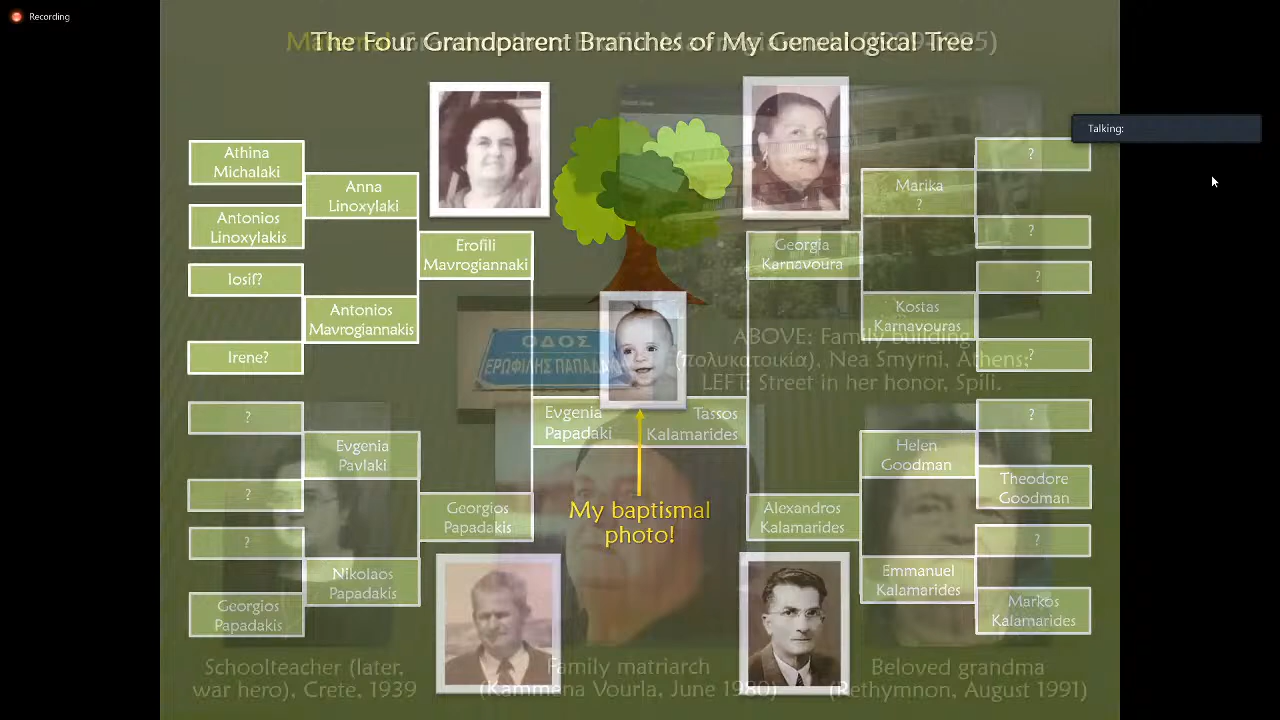 Recording
The Four Grandparent Branches of My Genealogical Tree
Talking:
Athina
Michalaki
Antonios
Linoxylakis
Iosif?
Irene?
Anna
Linoxylaki
Antonios
Mavrogiannakis
Erofili
Mavrogiannaki
?
?
?
Georgios
Papadakis
Evgenia
Pavlaki
Nikolaos
Papadakis
Georgios
Papadakis
Evgenia
Papadaki
Tassos
Kalamarides
My baptismal
photo!
Georgia
Karnavoura
Marika
?
Kostas
Karnavouras
?
?
?
?
Alexandros
Kalamarides
Helen
Goodman
Emmanuel
Kalamarides
?
Theodore
Goodman
?
Markos
Kalamarides
ΟΔΟΣ
ΕΡΩΦΙΛΗΣ
ABOVE: Family building
(πολυκατοικία), Nea Smyrni, Athens;
LEFT: Street in her honor, Spili.
Schoolteacher (later,
war hero), Crete, 1939
Family matriarch
(Kammena Vourla, June 1980)
Beloved grandma
(Rethymnon, August 1991)